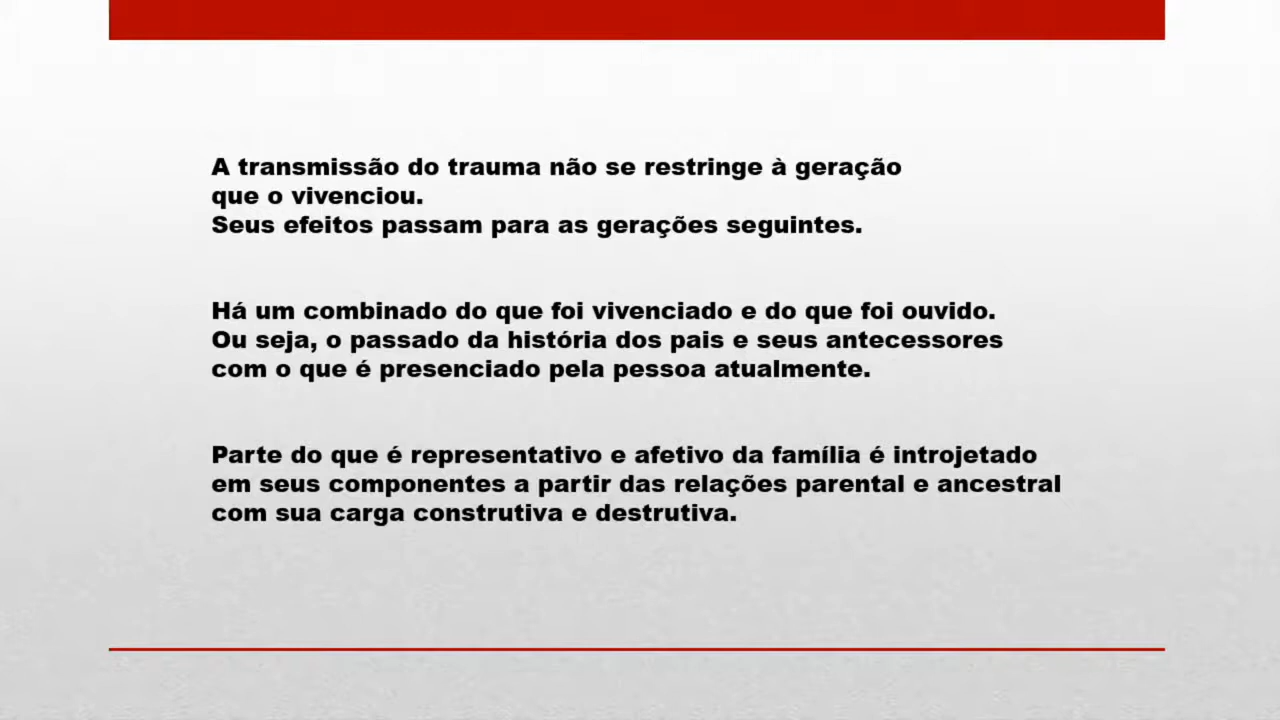 A transmissão do trauma não se restringe à geração
que o vivenciou.
Seus efeitos passam para as gerações seguintes.
Há um combinado do que foi vivenciado e do que foi ouvido.
Ou seja, o passado da história dos pais e seus antecessores
com o que é presenciado pela pessoa atualmente.
Parte do que é representativo e afetivo da família é introjetado
em seus componentes a partir das relações parental e ancestral
com sua carga construtiva e destrutiva.